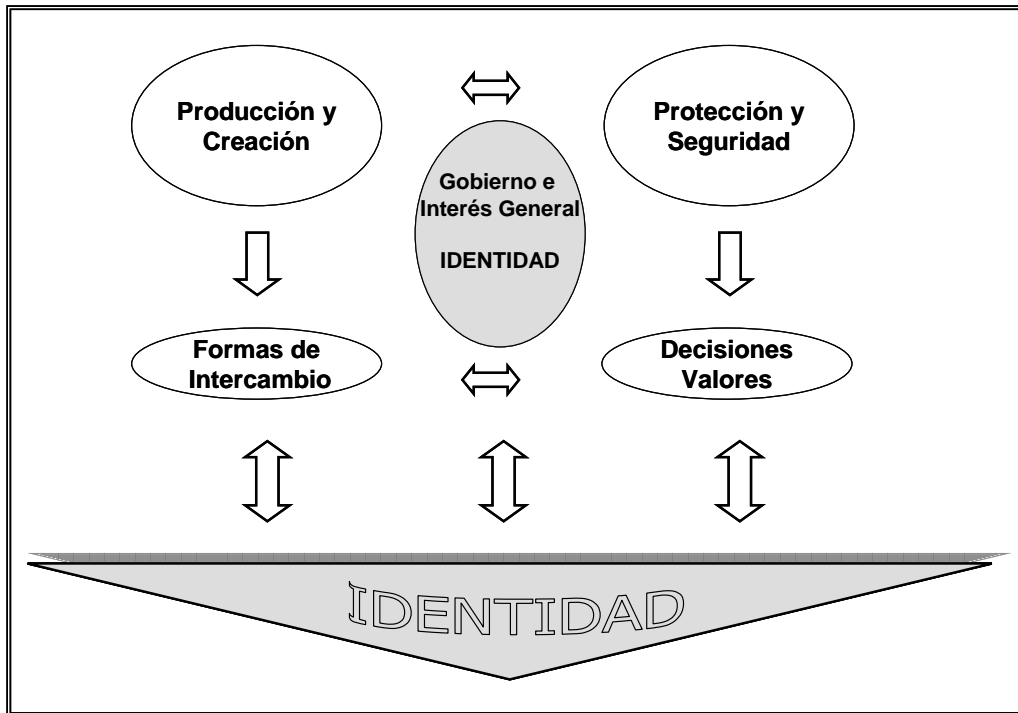 Producción y
Creación
Protección y
Seguridad
Gobierno e
Interés General
IDENTIDAD
Formas de
Intercambio
Decisiones
Valores
IDENTIDAD